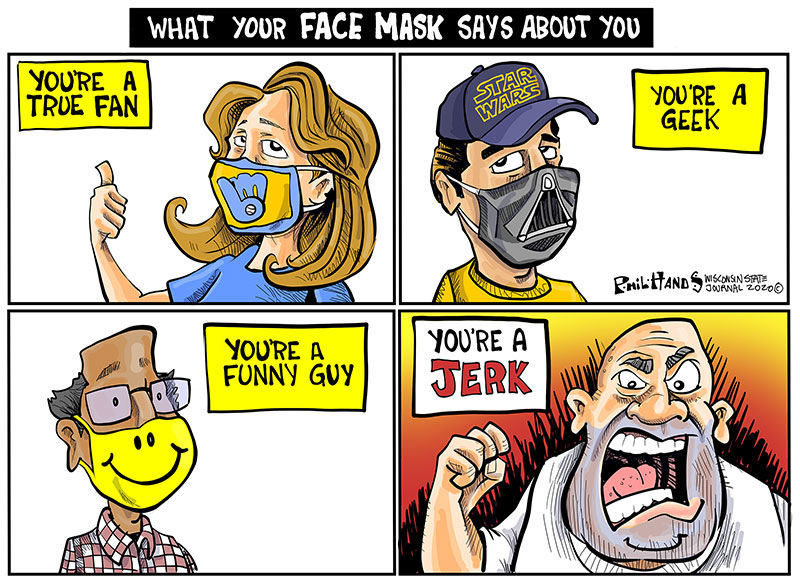 WHAT YOUR FACE MASK SAYS ABOUT YOU
YOU'RE A
TRUE FAN
STAR
WARS
YOU'RE A
GEEK
PHIL HANDS WISCONSIN STATE
JOURNAL 2020©
YOU'RE A
FUNNY GUY
YOU'RE A
JERK